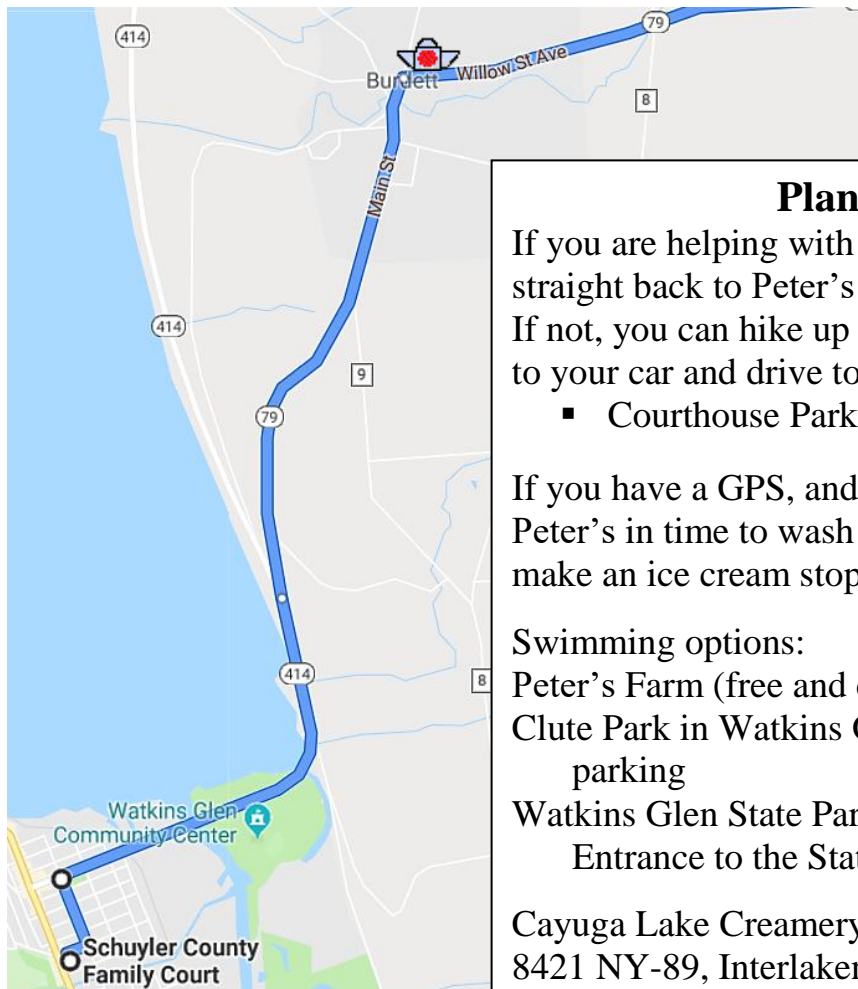 414
79
Burdett
Willow St Ave
8
Main St
414
9
79
414
8
Watkins Glen
Community Center
Schuyler County
Family Court
Plan
If you are helping with
straight back to Peter’s
If not, you can hike up
to your car and drive to
▪ Courthouse Park
If you have a GPS, and
Peter’s in time to wash
make an ice cream stop
Swimming options:
Peter’s Farm (free and
Clute Park in Watkins
parking
Watkins Glen State Par
Entrance to the Stat
Cayuga Lake Creamery
8421 NY-89, Interlaken